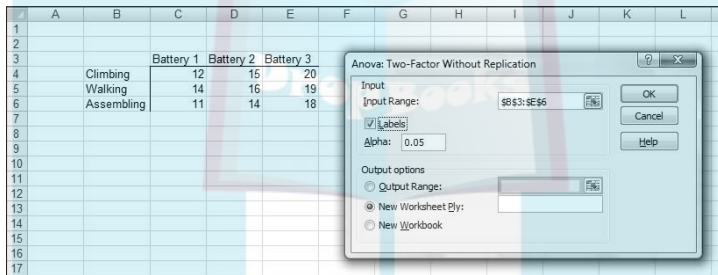 A B C D E F G H I J K L
1
2
3 Battery 1 Battery 2 Battery 3
4 Climbing 12 15 20
5 Walking 14 16 19
6 Assembling 11 14 18
7
8
9
10
11
12
13
14
15
16
17
Anova: Two-Factor Without Replication
Input
Input Range: $B$3:$E$6
Labels
Alpha: 0.05
OK
Cancel
Help
Output options
Output Range:
New Worksheet Ply:
New Workbook
DropBooks